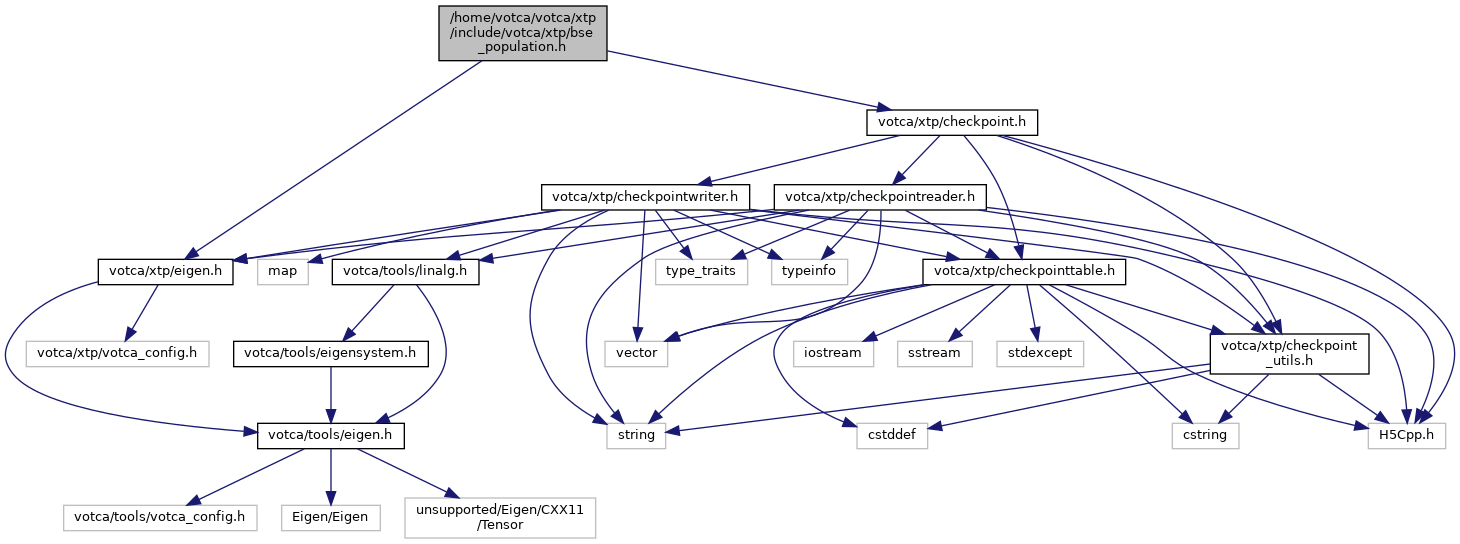 /home/votca/votca/xtp
/include/votca/xtp/bse
_population.h
votca/xtp/checkpoint.h
votca/xtp/checkpointwriter.h
votca/xtp/checkpointreader.h
votca/xtp/eigen.h
map
votca/tools/linalg.h
type_traits
typeinfo
votca/xtp/checkpointtable.h
votca/xtp/votca_config.h
votca/tools/eigensystem.h
vector
iostream
sstream
stdexcept
votca/xtp/checkpoint
_utils.h
votca/tools/eigen.h
string
cstddef
cstring
H5Cpp.h
votca/tools/votca_config.h
Eigen/Eigen
unsupported/Eigen/CXX11
/Tensor